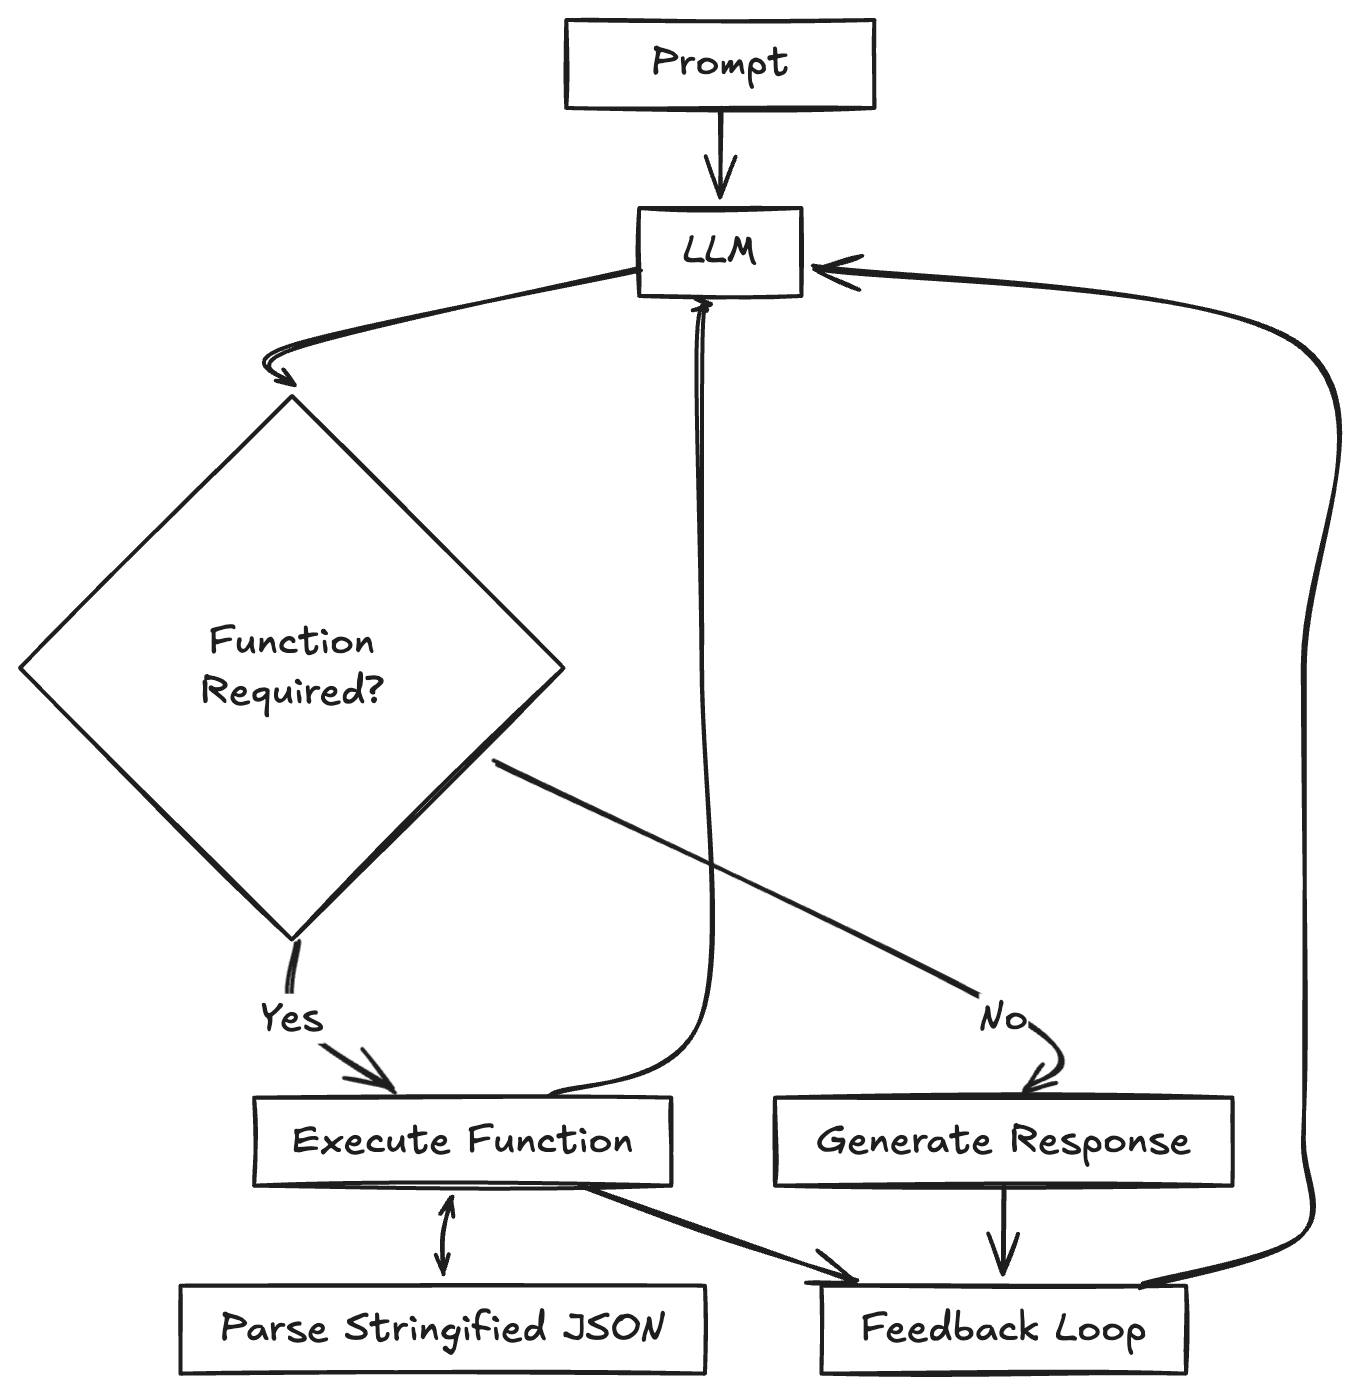 Prompt
LLM
Function
Required?
Yes
No
Execute Function
Generate Response
Parse Stringified JSON
Feedback Loop